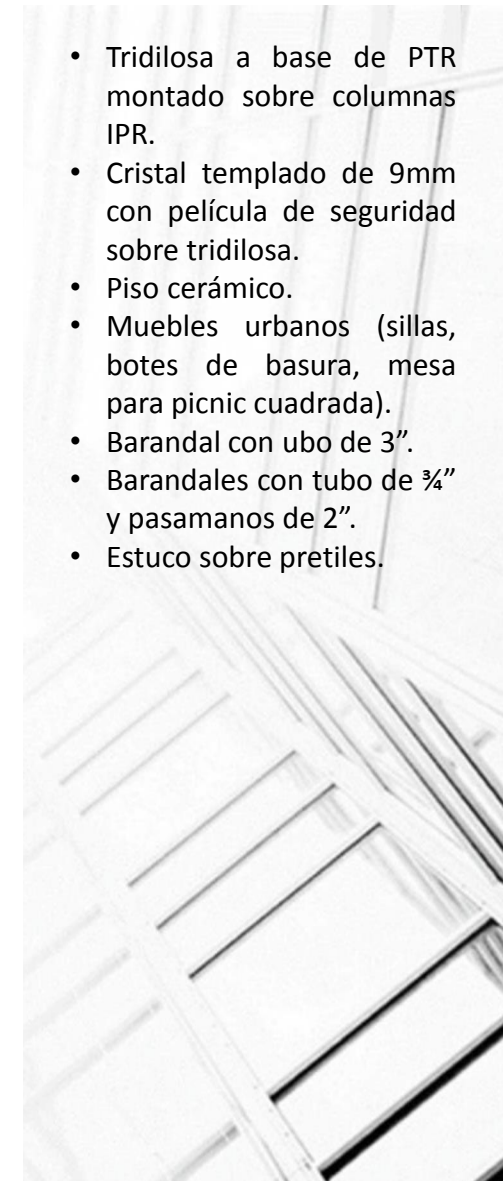 • Tridilosa a base de PTR
montado sobre columnas
IPR.
• Cristal templado de 9mm
con película de seguridad
sobre tridilosa.
• Piso cerámico.
• Muebles urbanos (sillas,
botes de basura, mesa
para picnic cuadrada).
• Barandal con ubo de 3”.
• Barandales con tubo de ¾”
y pasamanos de 2”.
• Estuco sobre pretiles.